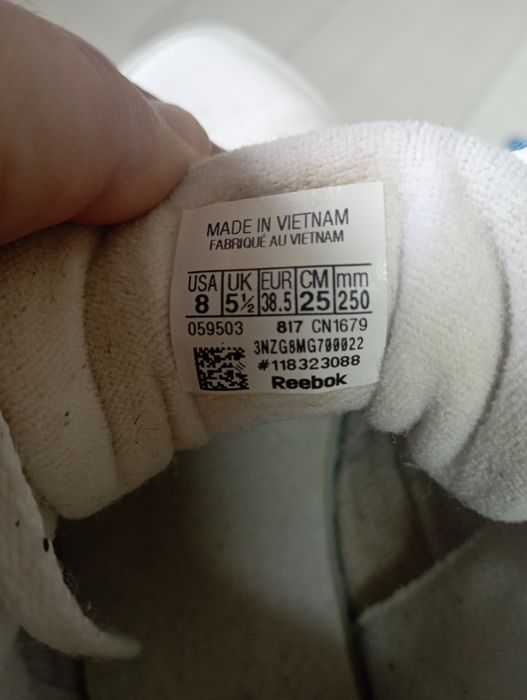 MADE IN VIETNAM
FABRIQUÉ AU VIETNAM
USA UK EUR CM mm
8 5½ 38.5 25 250
059503 817 CN1679
3NZG8MG700022
#118323088
Reebok